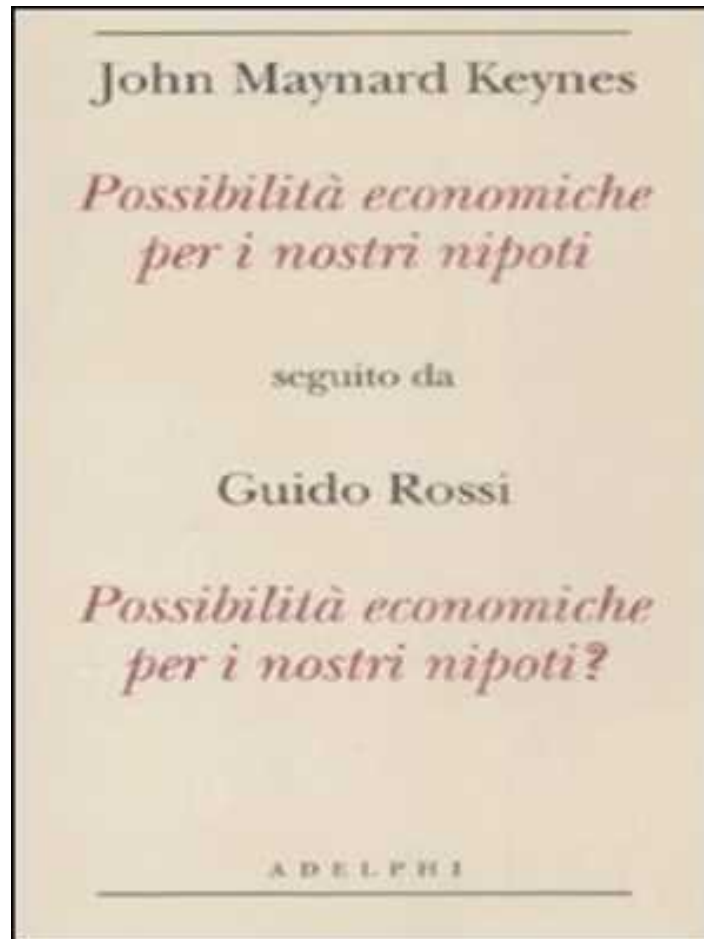 John Maynard Keynes
Possibilità economiche
per i nostri nipoti
seguito da
Guido Rossi
Possibilità economiche
per i nostri nipoti?
ADELPHI